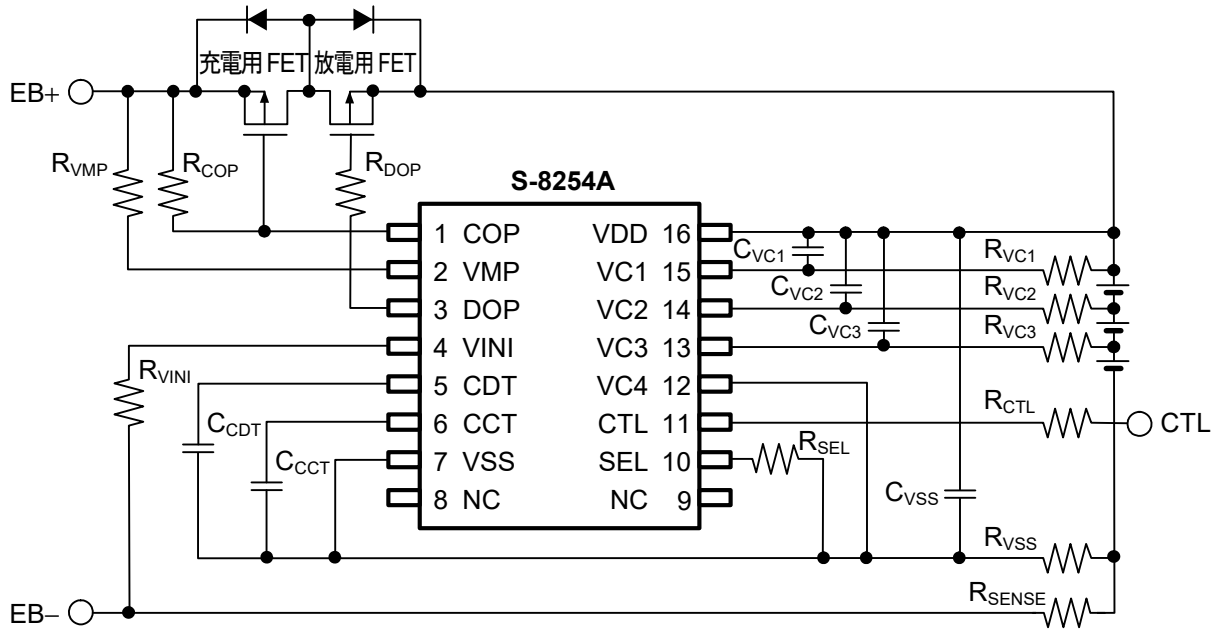 充電用 FET 放電用 FET
EB+
RVMP
RCOP
RDOP
S-8254A
1 COP
VDD 16
2 VMP
VC1 15
3 DOP
VC2 14
4 VINI
VC3 13
5 CDT
VC4 12
6 CCT
CTL 11
7 VSS
SEL 10
8 NC
NC 9
CVC1
RVC1
CVC2
RVC2
CVC3
RVC3
RVINI
CCDT
CCCT
RCTL
CTL
RSEL
CVSS
RVSS
RSENSE
EB−